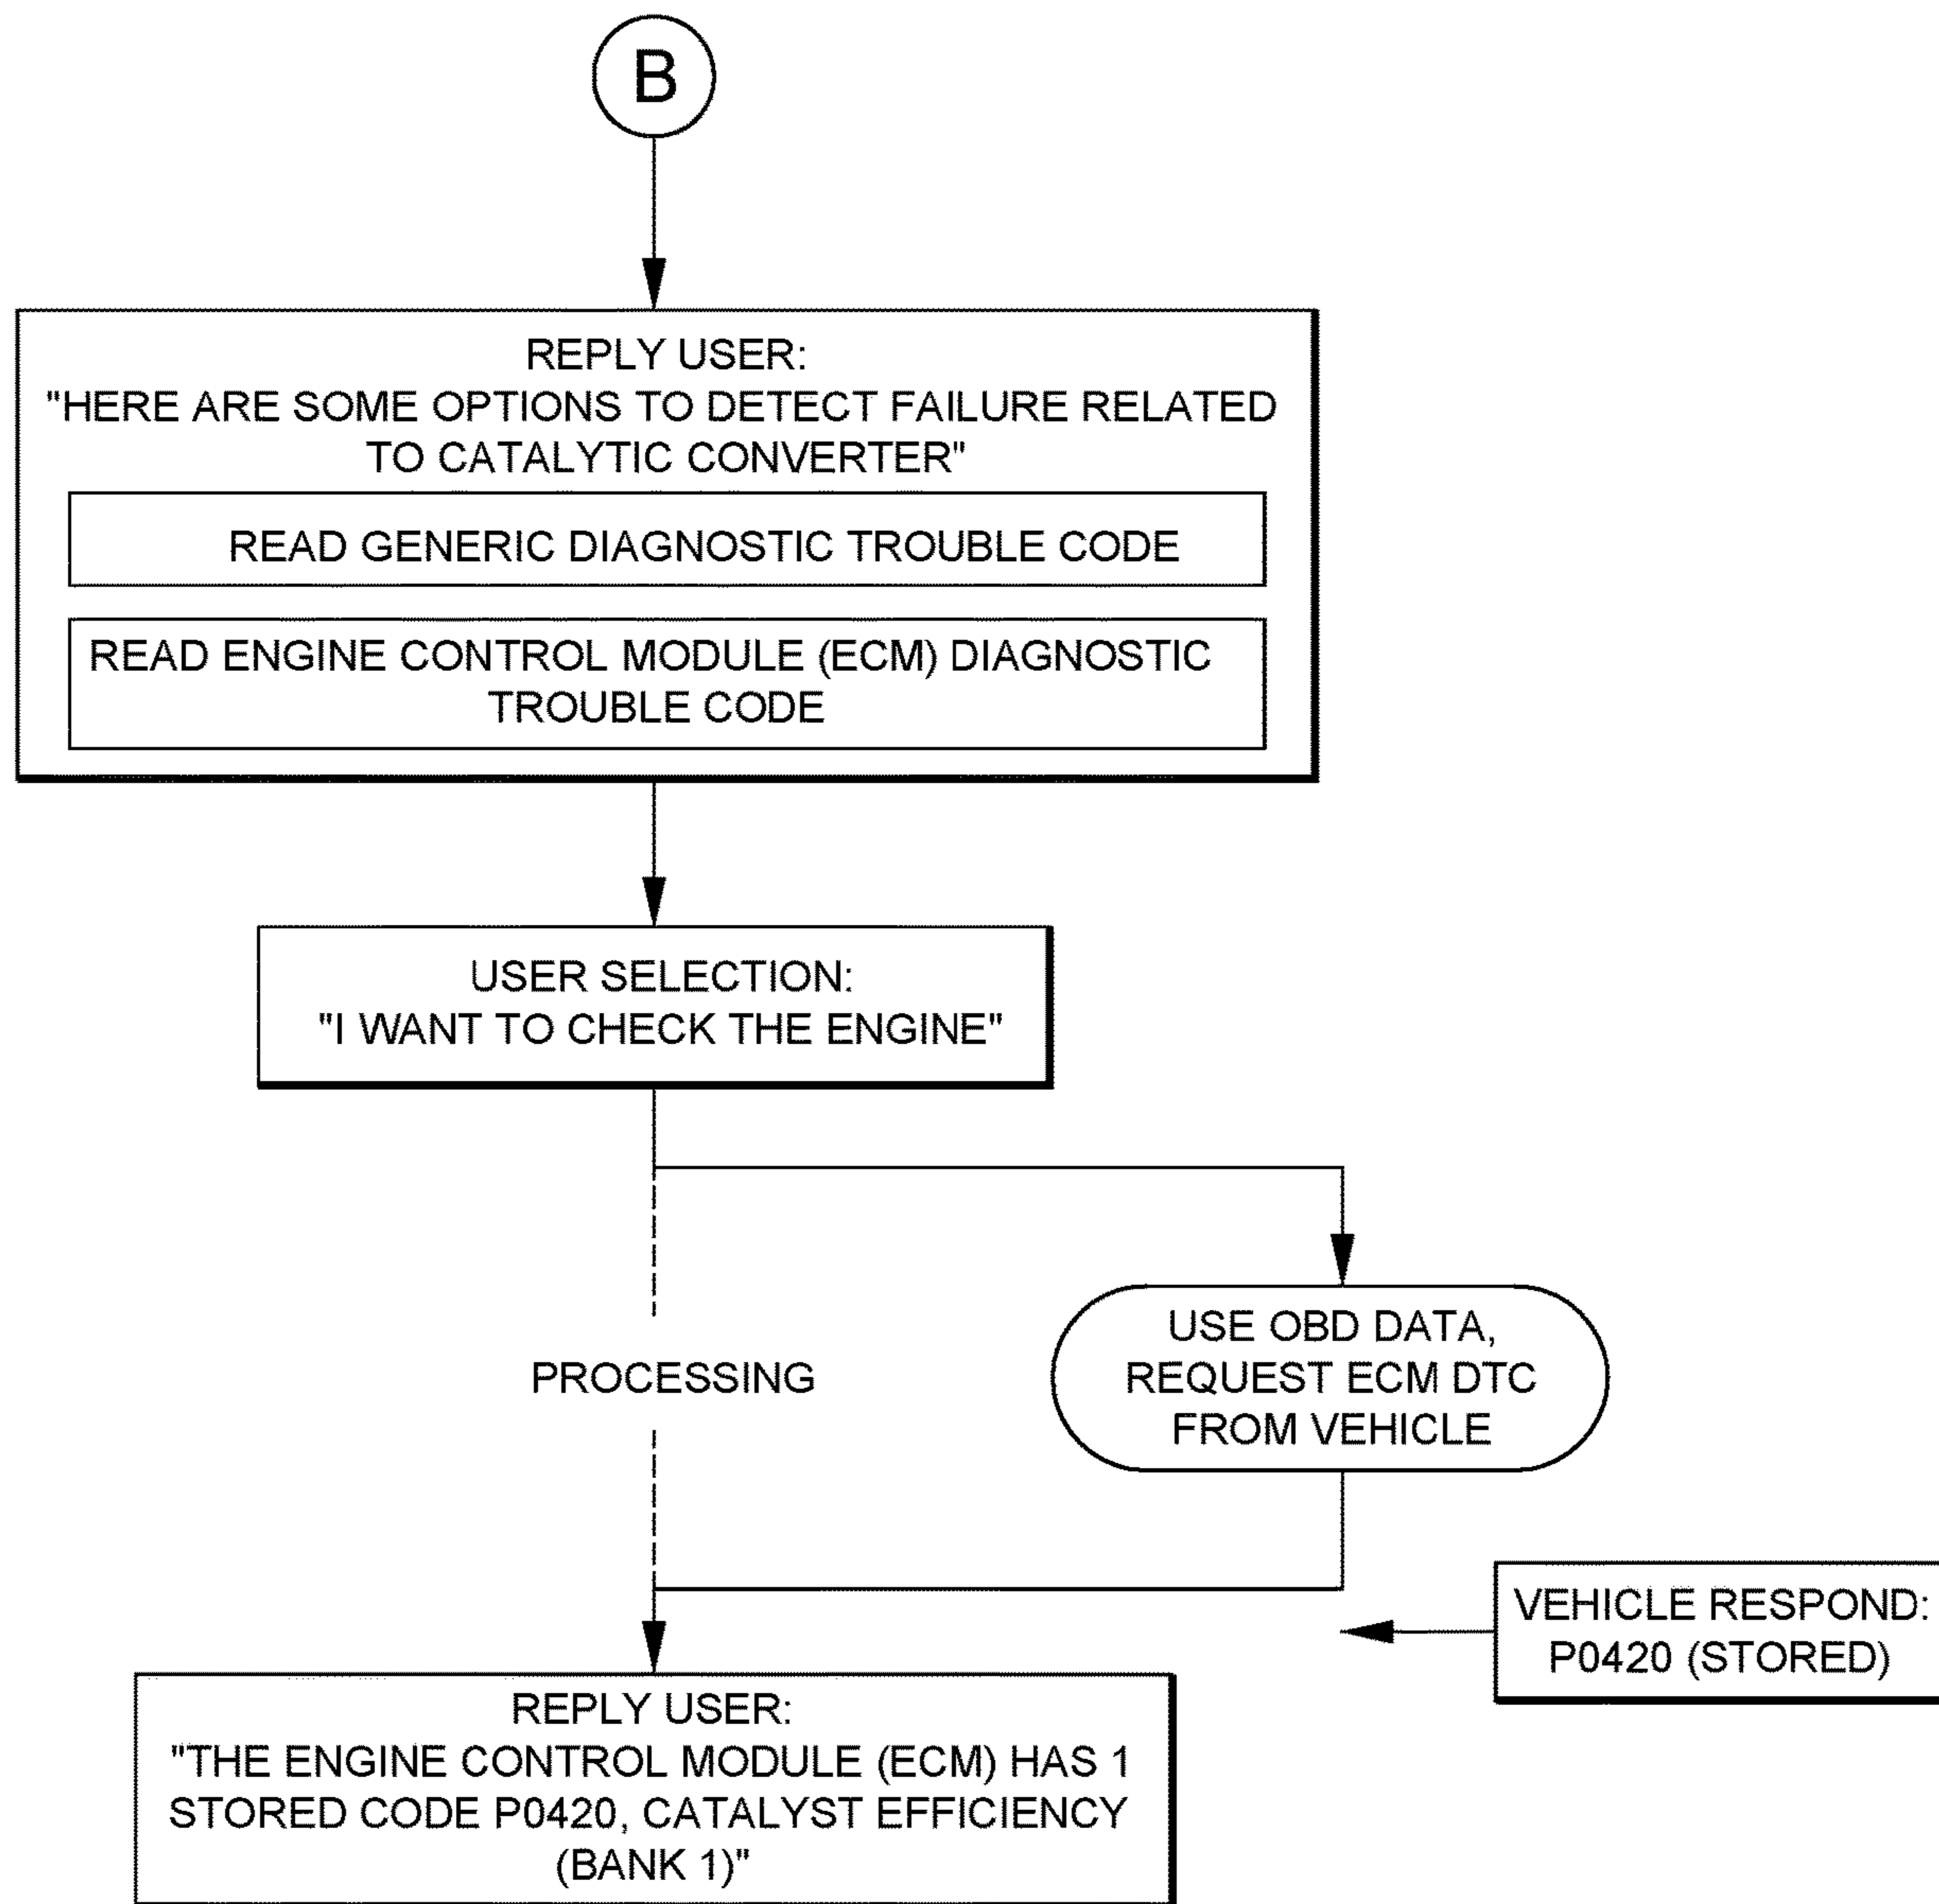 B
REPLY USER:
"HERE ARE SOME OPTIONS TO DETECT FAILURE RELATED
TO CATALYTIC CONVERTER"
READ GENERIC DIAGNOSTIC TROUBLE CODE
READ ENGINE CONTROL MODULE (ECM) DIAGNOSTIC
TROUBLE CODE
USER SELECTION:
"I WANT TO CHECK THE ENGINE"
PROCESSING
USE OBD DATA,
REQUEST ECM DTC
FROM VEHICLE
VEHICLE RESPOND:
P0420 (STORED)
REPLY USER:
"THE ENGINE CONTROL MODULE (ECM) HAS 1
STORED CODE P0420, CATALYST EFFICIENCY
(BANK 1)"